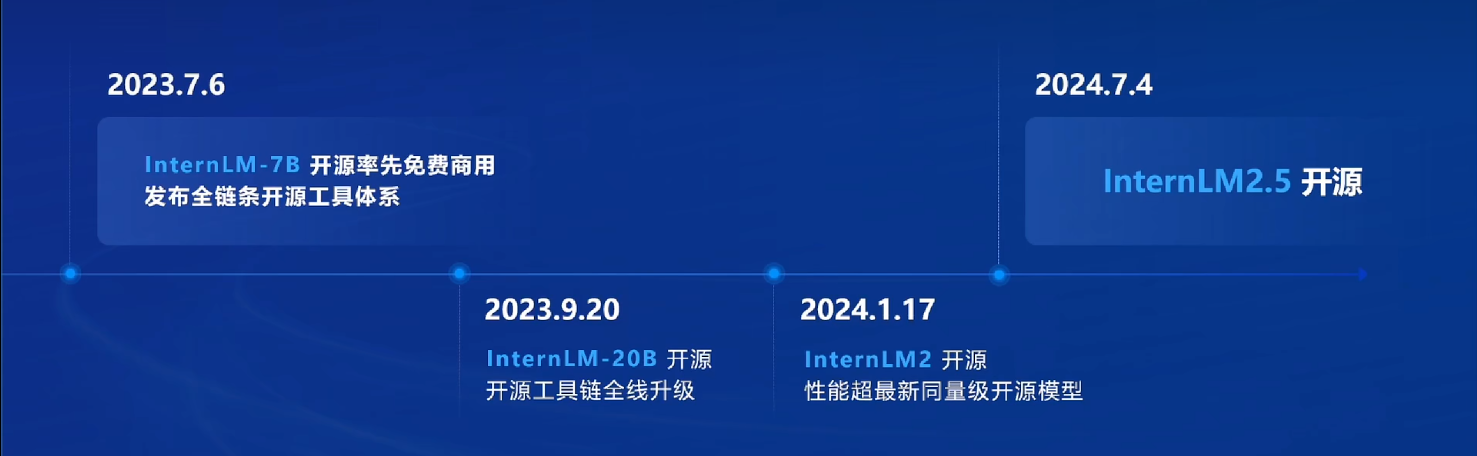 2023.7.6
InternLM-7B 开源率先免费商用
发布全链条开源工具体系
2023.9.20
InternLM-20B 开源
开源工具链全线升级
2024.1.17
InternLM2 开源
性能超最新同量级开源模型
2024.7.4
InternLM2.5 开源